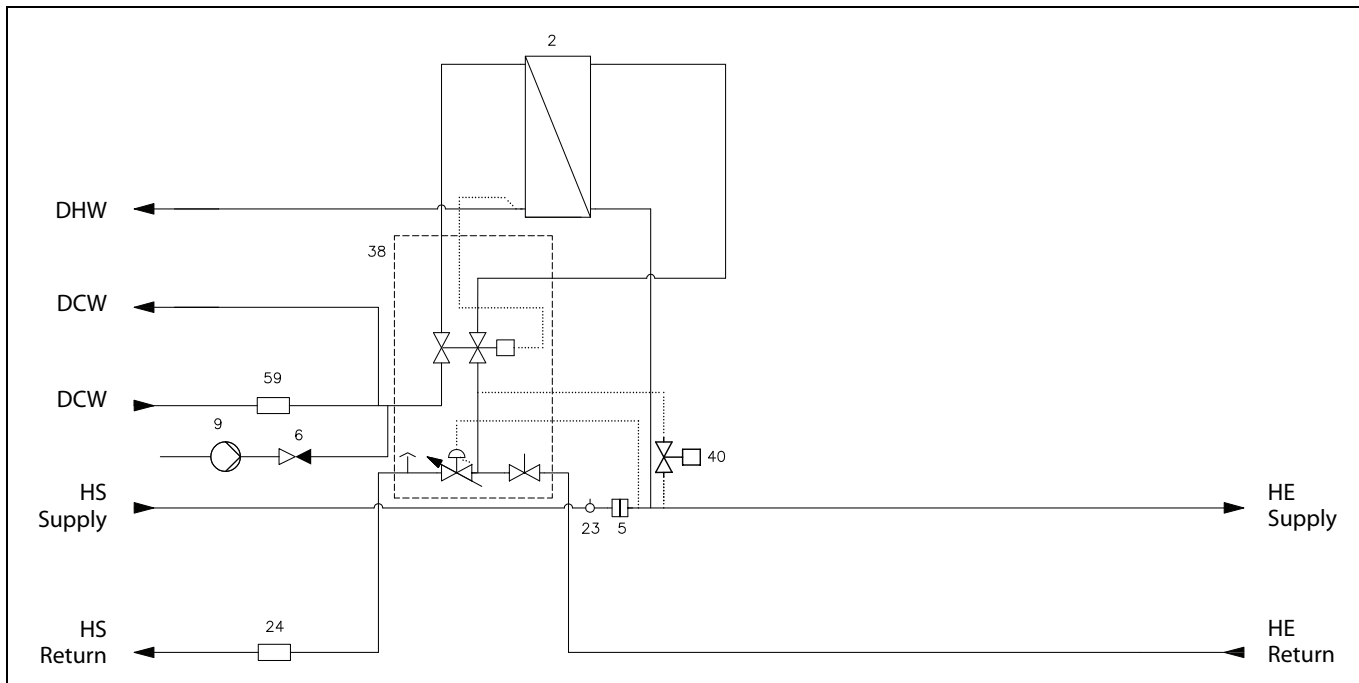 2
DHW
38
DCW
59
DCW
9
6
40
HS
Supply
23
5
HE
Supply
HS
Return
24
HE
Return